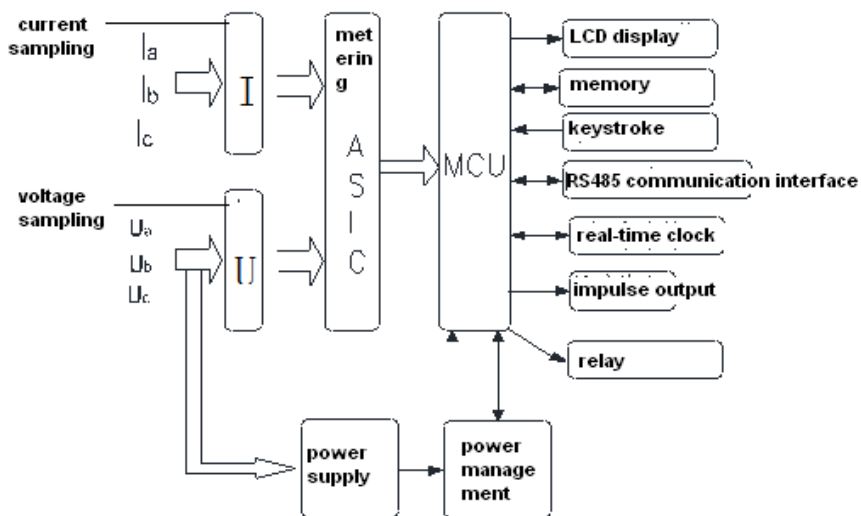 current
sampling
Ia
Ib
Ic
I
voltage
sampling
Ua
Ub
Uc
U
met
erin
g
A
S
I
C
MCU
LCD display
memory
keystroke
RS485 communication interface
real-time clock
impulse output
relay
power
supply
power
manage
ment